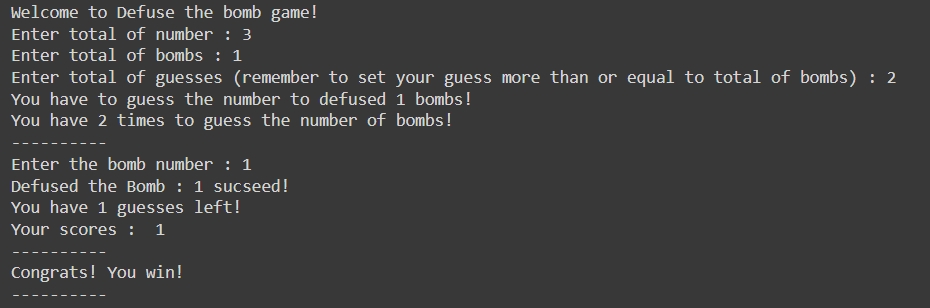 Welcome to Defuse the bomb game!
Enter total of number : 3
Enter total of bombs : 1
Enter total of guesses (remember to set your guess more than or equal to total of bombs) : 2
You have to guess the number to defused 1 bombs!
You have 2 times to guess the number of bombs!
----------
Enter the bomb number : 1
Defused the Bomb : 1 sucseed!
You have 1 guesses left!
Your scores :  1
----------
Congrats! You win!
----------